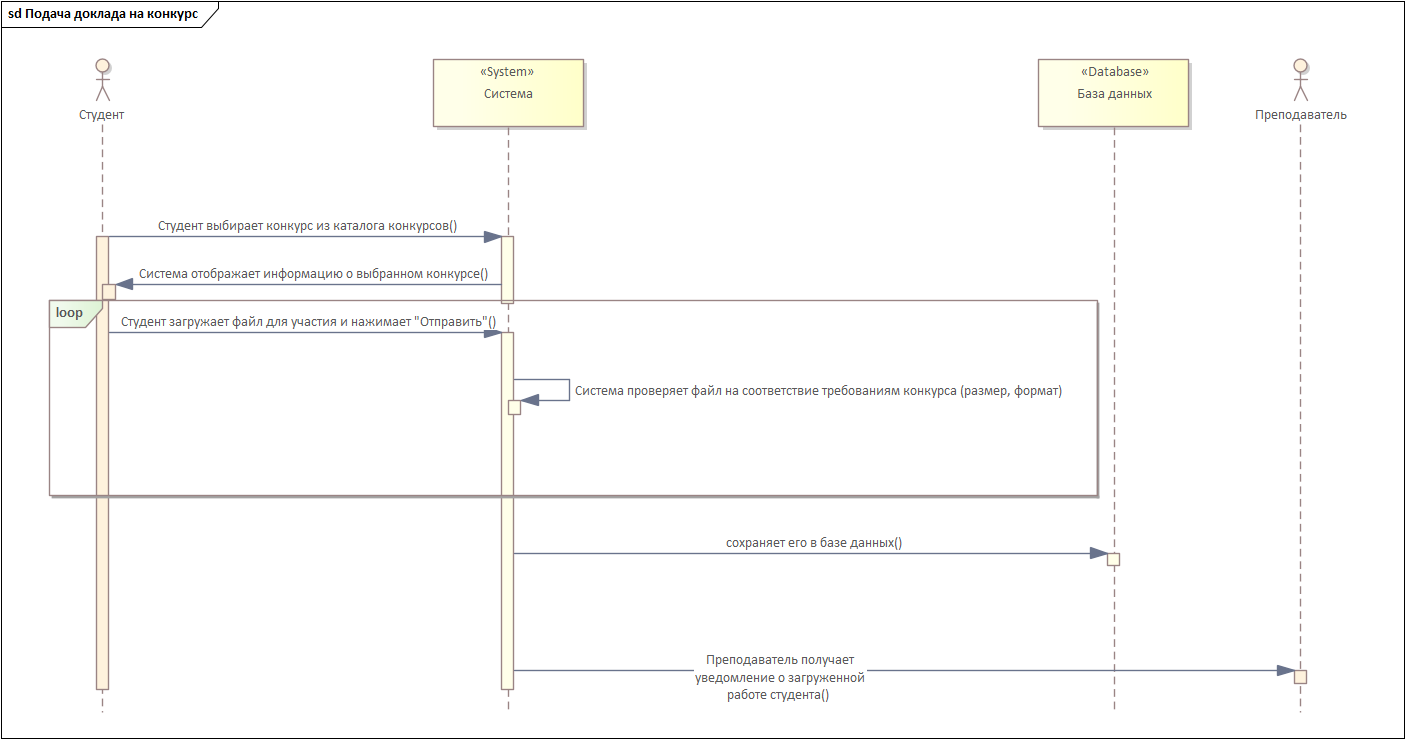 sd Подача доклада на конкурс
«System»
Система
«Database»
База данных
Студент
Преподаватель
Студент выбирает конкурс из каталога конкурсов()
Система отображает информацию о выбранном конкурсе()
loop
Студент загружает файл для участия и нажимает "Отправить"()
Система проверяет файл на соответствие требованиям конкурса (размер, формат)
сохраняет его в базе данных()
Преподаватель получает
уведомление о загруженной
работе студента()